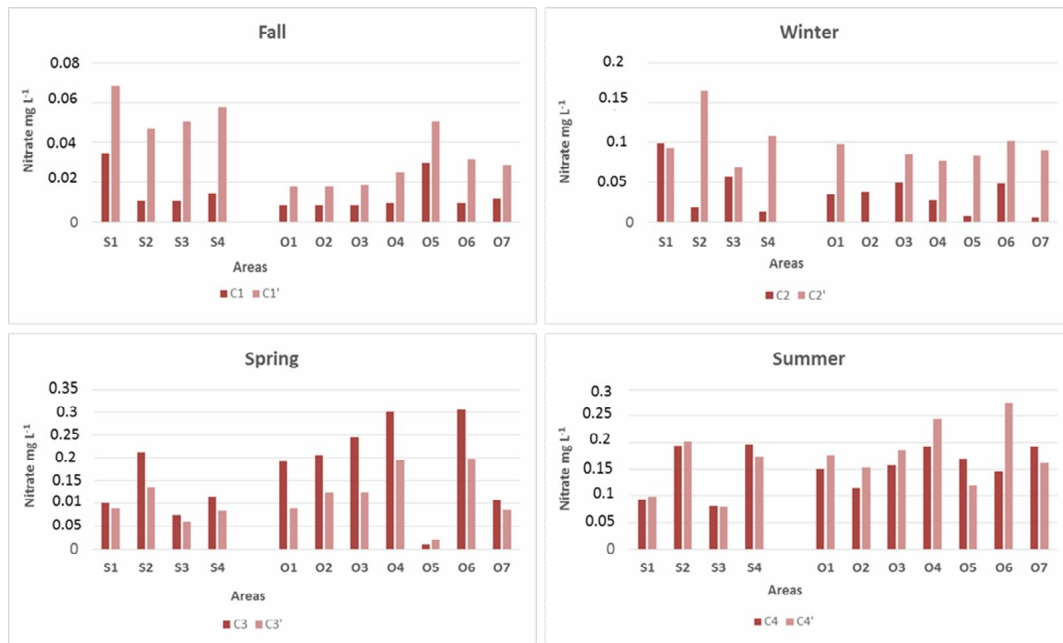 Fall
0.08
0.06
0.04
0.02
0
Nitrate mg L-1
S1 S2 S3 S4 O1 O2 O3 O4 O5 O6 O7
Areas
C1 C1'
Winter
0.2
0.15
0.1
0.05
0
Nitrate mg L-1
S1 S2 S3 S4 O1 O2 O3 O4 O5 O6 O7
Areas
C2 C2'
Spring
0.35
0.3
0.25
0.2
0.15
0.01
0.05
0
Nitrate mg L-1
S1 S2 S3 S4 O1 O2 O3 O4 O5 O6 O7
Areas
C3 C3'
Summer
0.3
0.25
0.2
0.15
0.1
0.05
0
Nitrate mg L-1
S1 S2 S3 S4 O1 O2 O3 O4 O5 O6 O7
Areas
C4 C4'